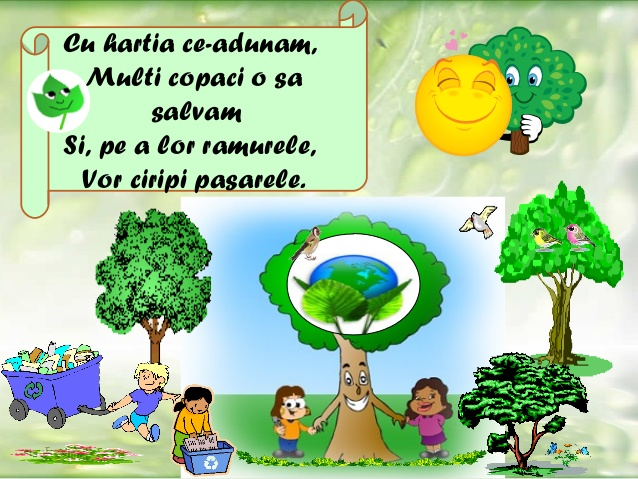 Cu hartia ce-adunam,
Multi copaci o sa
salvam
Si, pe a lor ramurele,
Vor ciripi pasarele.